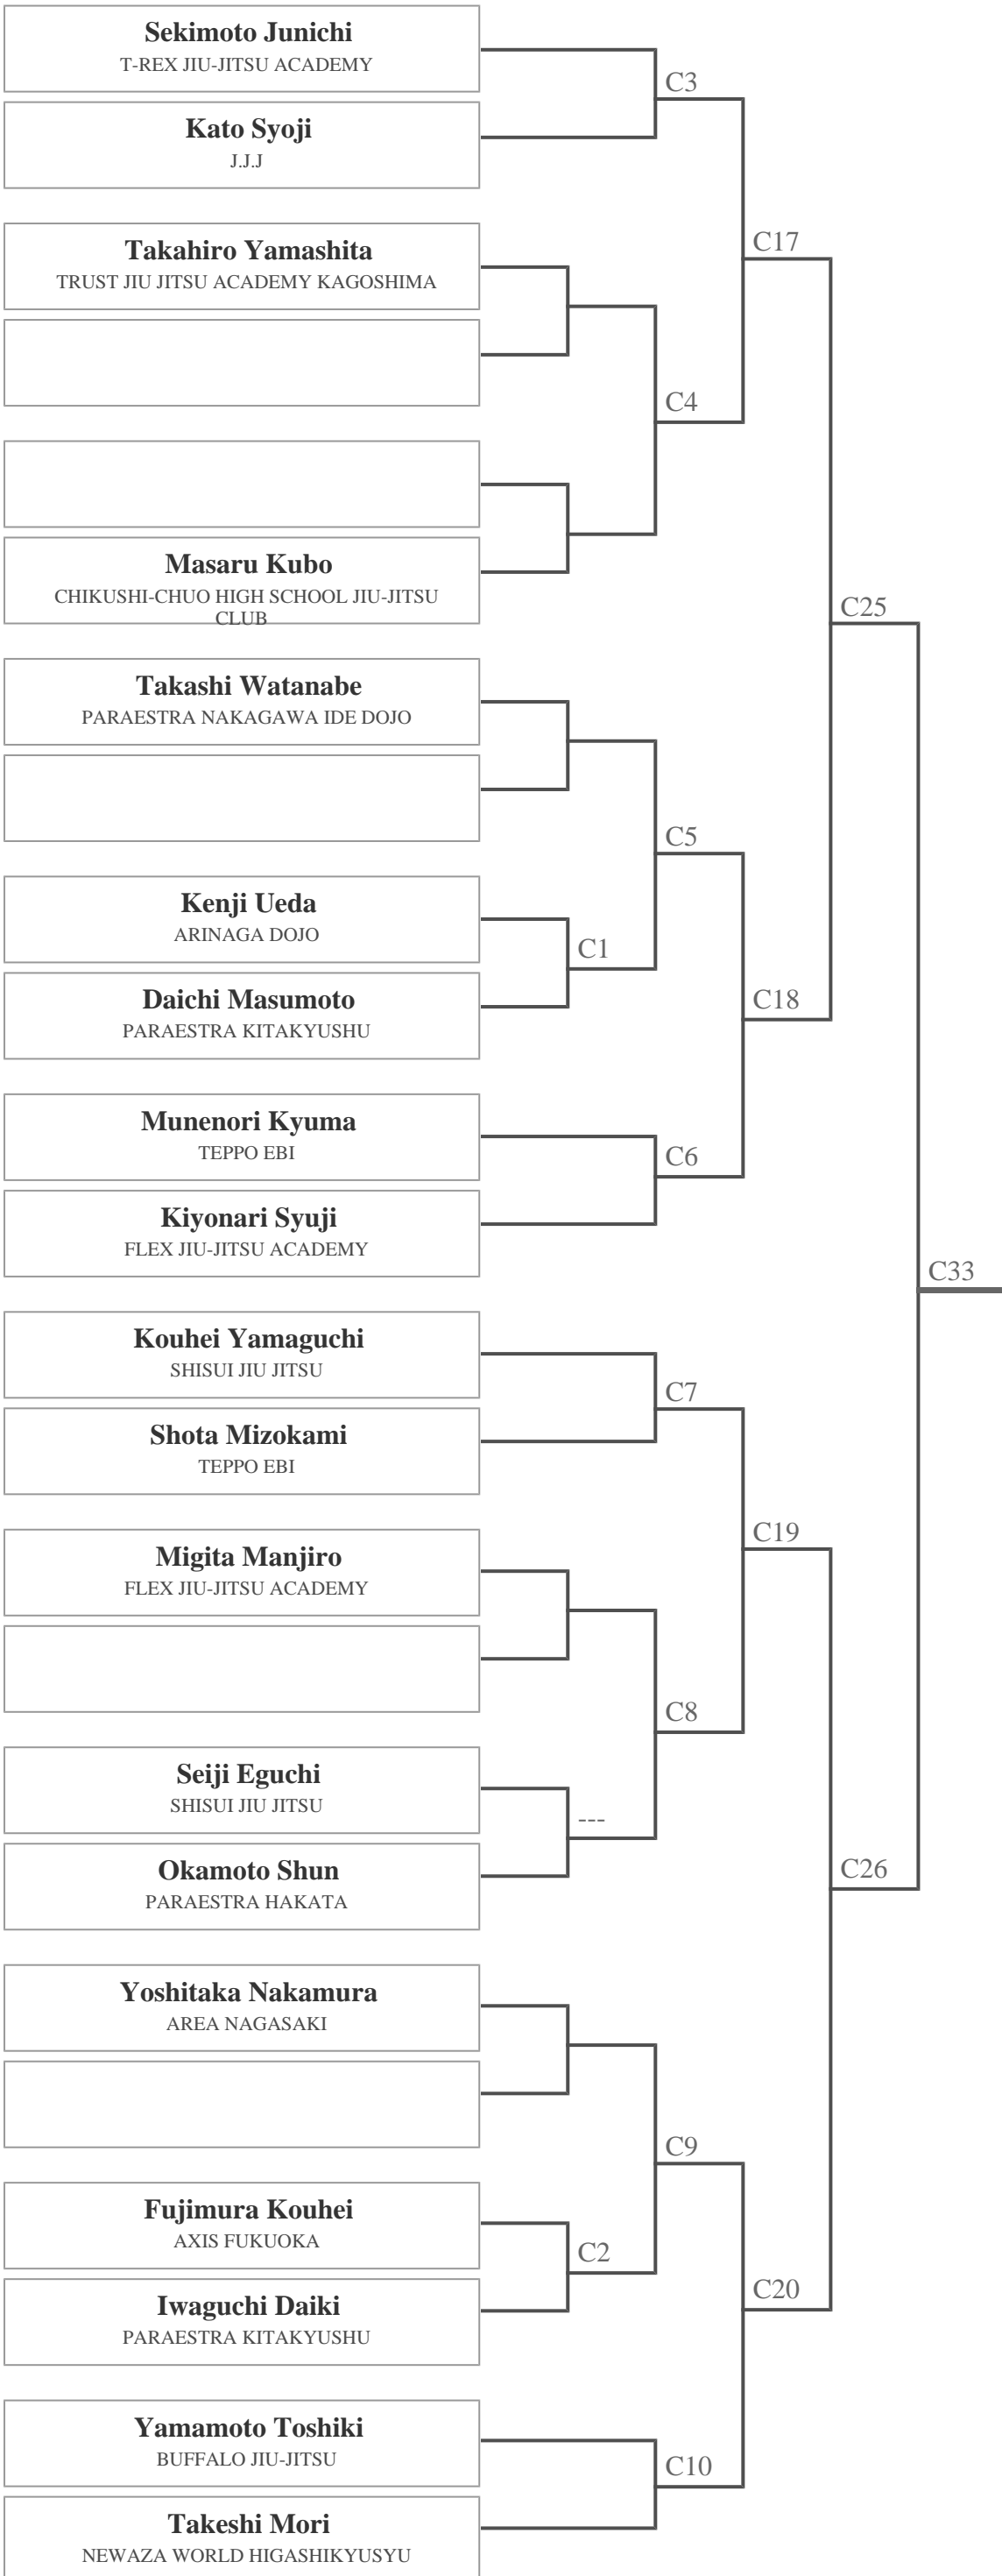 Sekimoto Junichi
T-REX JIU-JITSU ACADEMY
C3
Kato Syoji
J.J.J
C17
Takahiro Yamashita
TRUST JIU JITSU ACADEMY KAGOSHIMA
C4
Masaru Kubo
CHIKUSHI-CHUO HIGH SCHOOL JIU-JITSU
CLUB
C25
Takashi Watanabe
PARAESTRA NAKAGAWA IDE DOJO
C5
Kenji Ueda
ARINAGA DOJO
C1
Daichi Masumoto
PARAESTRA KITAKYUSHU
C18
Munenori Kyuma
TEPPO EBI
C6
Kiyonari Syuji
FLEX JIU-JITSU ACADEMY
C33
Kouhei Yamaguchi
SHISUI JIU JITSU
C7
Shota Mizokami
TEPPO EBI
C19
Migita Manjiro
FLEX JIU-JITSU ACADEMY
C8
Seiji Eguchi
SHISUI JIU JITSU
---
Okamoto Shun
PARAESTRA HAKATA
C26
Yoshitaka Nakamura
AREA NAGASAKI
C9
Fujimura Kouhei
AXIS FUKUOKA
C2
Iwaguchi Daiki
PARAESTRA KITAKYUSHU
C20
Yamamoto Toshiki
BUFFALO JIU-JITSU
C10
Takeshi Mori
NEWAZA WORLD HIGASHIKYUSYU